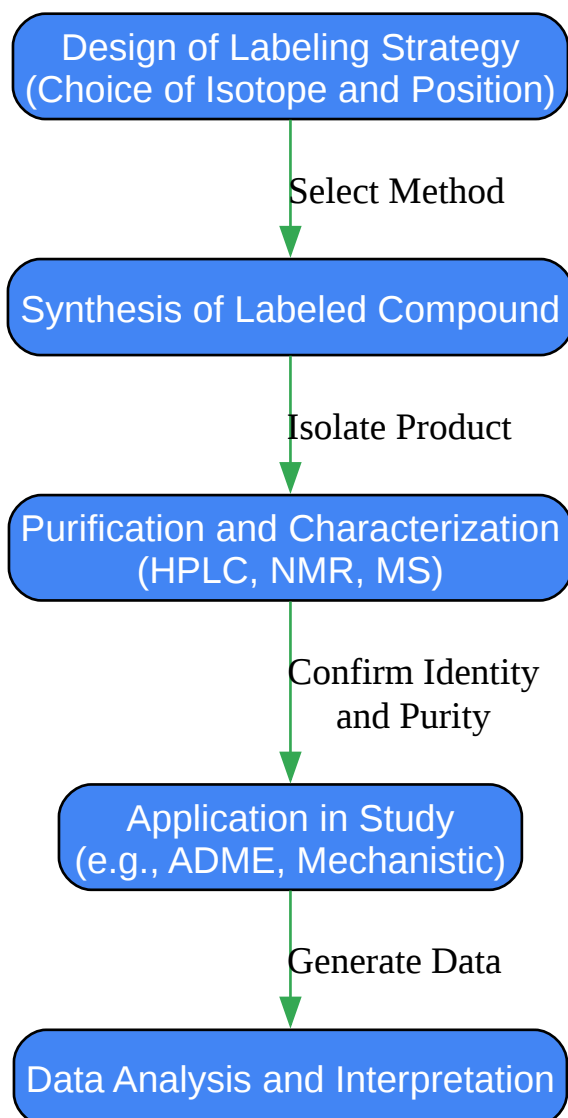 Design of Labeling Strategy
(Choice of Isotope and Position)
Select Method
Synthesis of Labeled Compound
Isolate Product
Purification and Characterization
(HPLC, NMR, MS)
Confirm Identity
and Purity
Application in Study
(e.g., ADME, Mechanistic)
Generate Data
Data Analysis and Interpretation